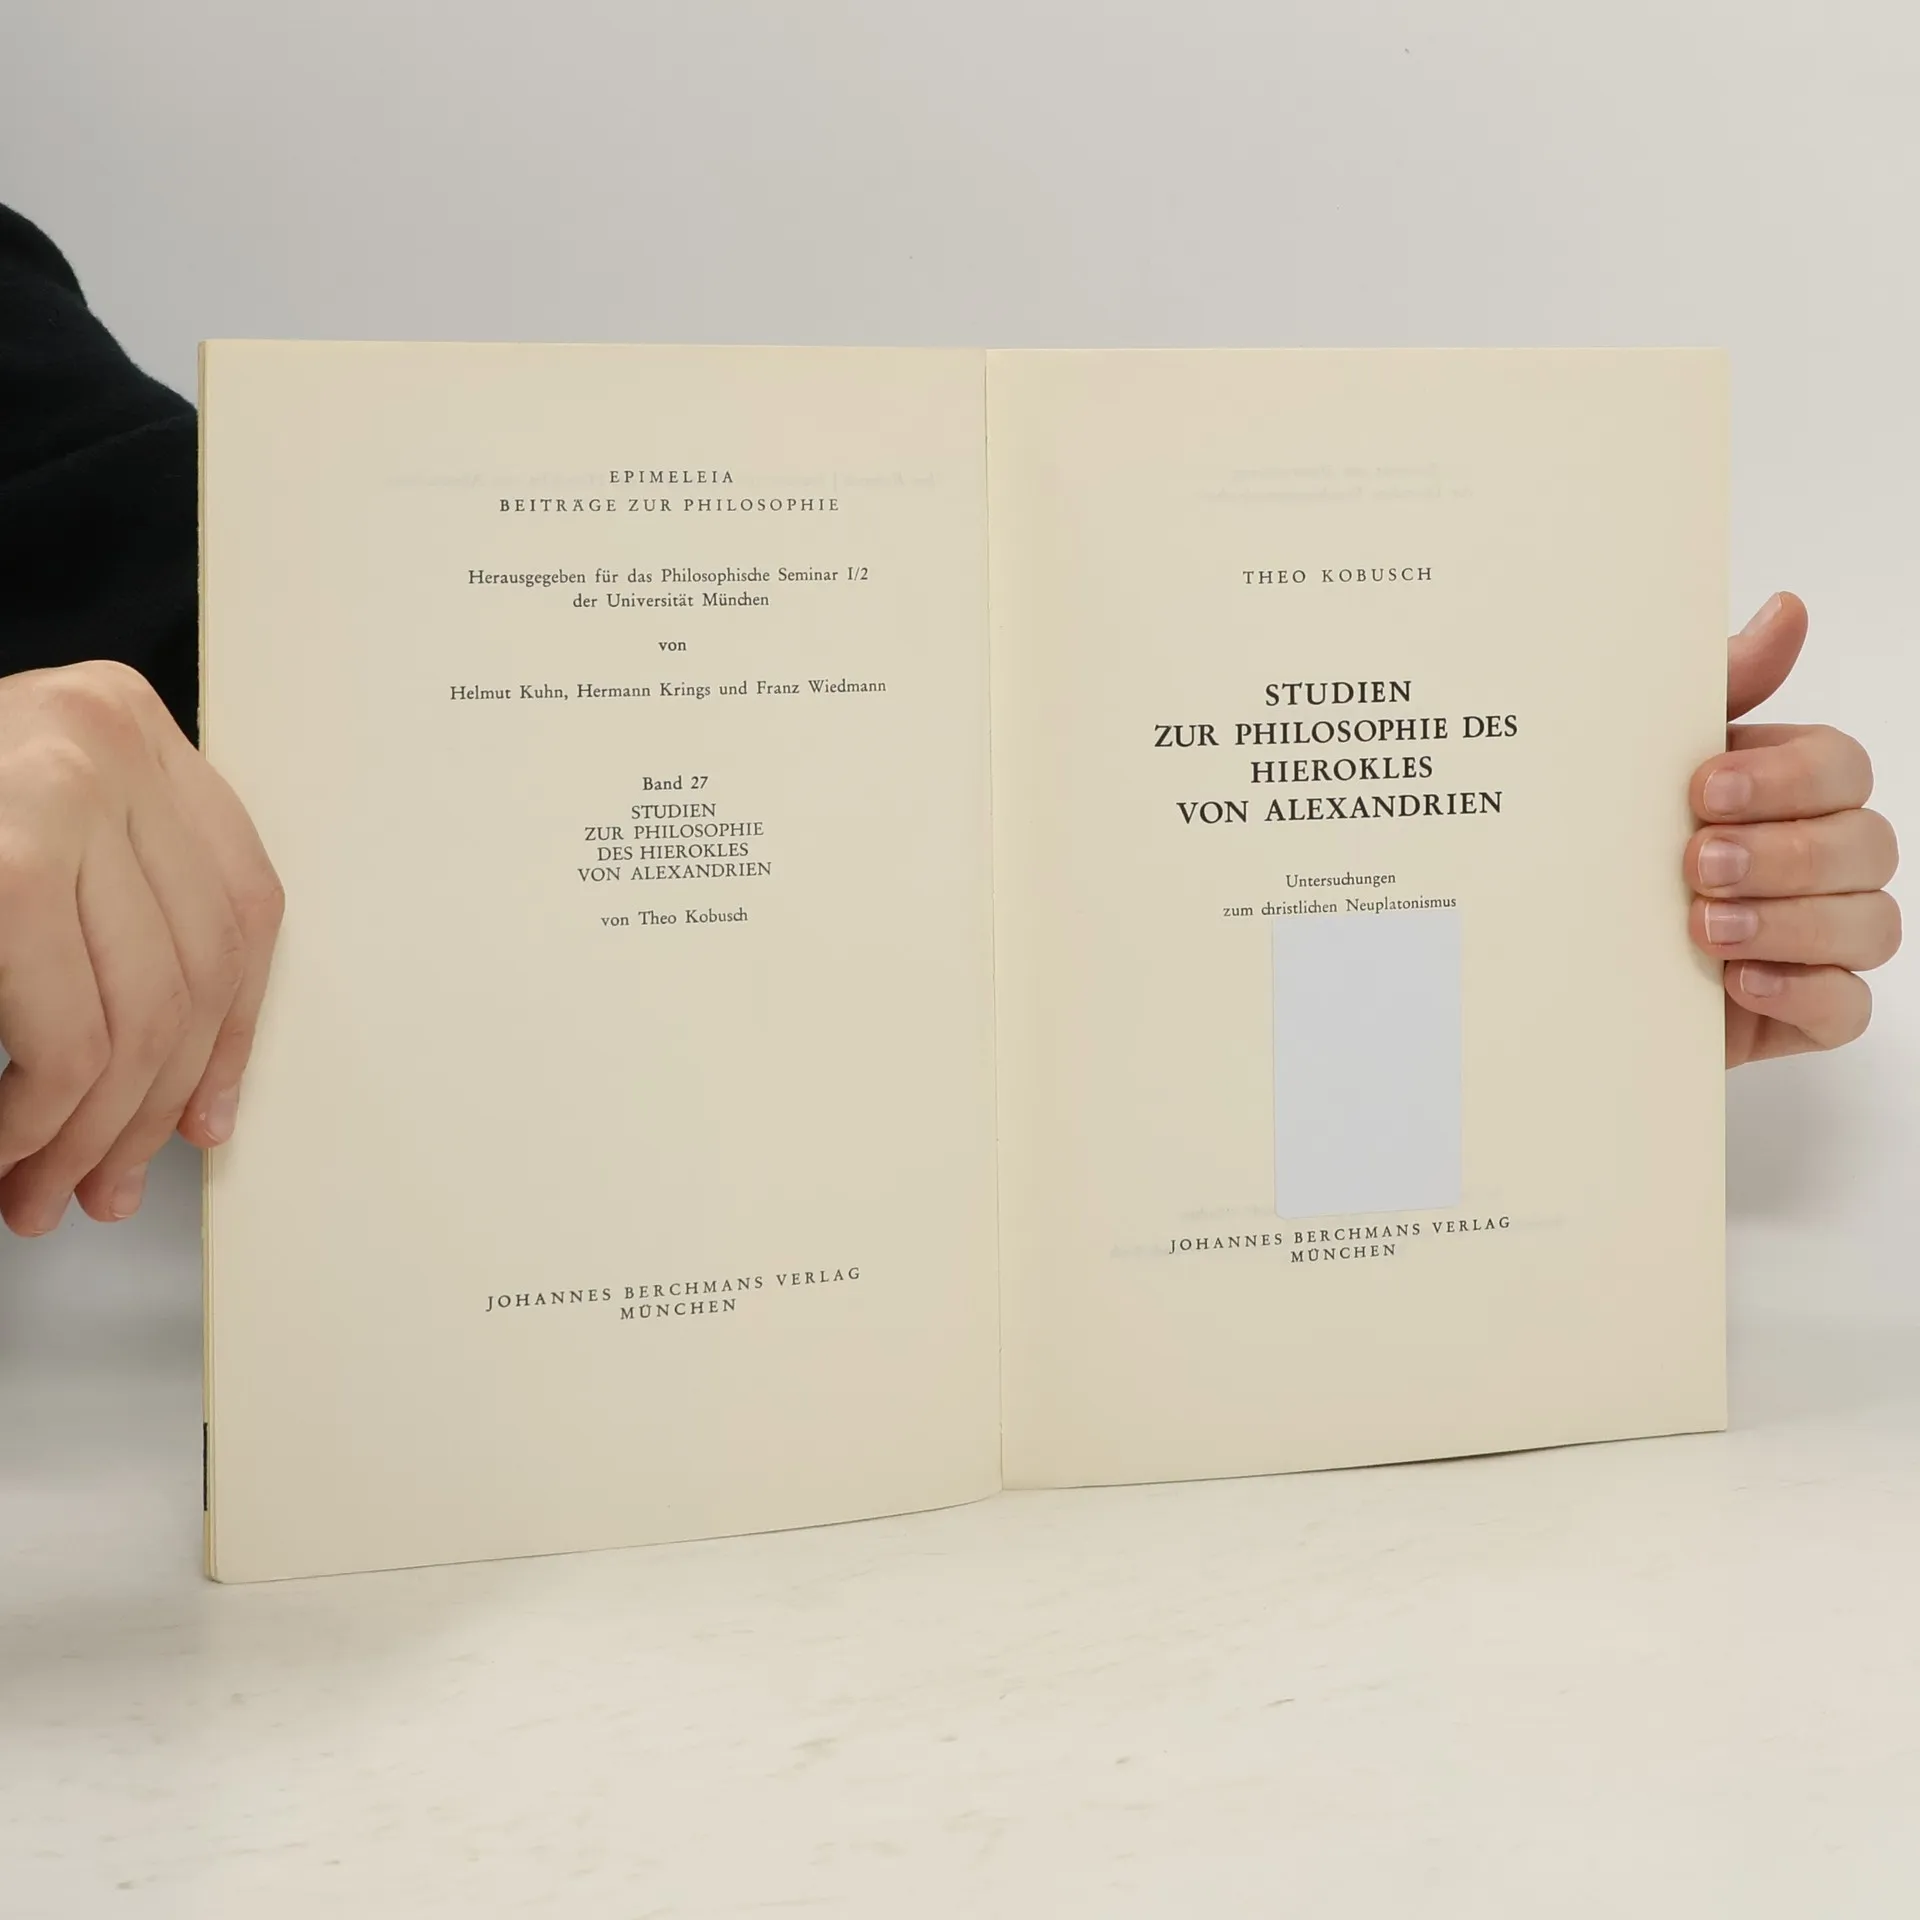 EPIMELEIA
BEITRÄGE ZUR PHILOSOPHIE
Herausgegeben für das Philosophische Seminar I/2
der Universität München
von
Helmut Kuhn, Hermann Krings und Franz Wiedmann
Band 27
STUDIEN
ZUR PHILOSOPHIE
DES HIEROKLES
VON ALEXANDRIEN
von Theo Kobusch
JOHANNES BERCHMANS VERLAG
MÜNCHEN
THEO KOBUSCH
STUDIEN
ZUR PHILOSOPHIE DES
HIEROKLES
VON ALEXANDRIEN
Untersuchungen
zum christlichen Neuplatonismus
JOHANNES BERCHMANS VERLAG
MÜNCHEN